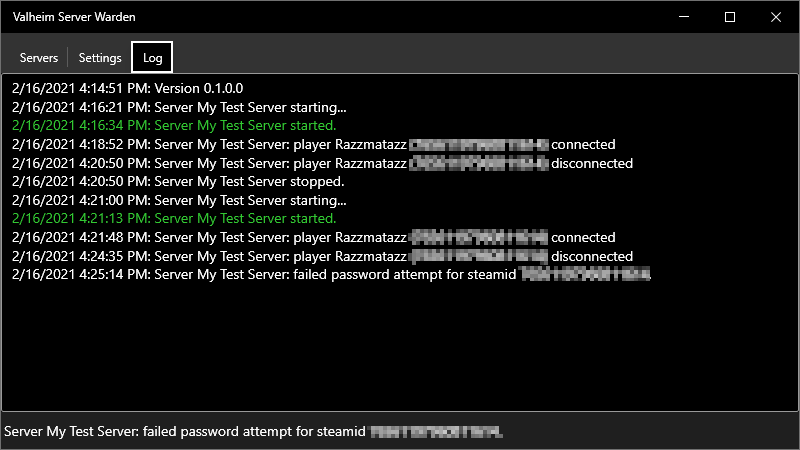 Valheim Server Warden
Servers
Settings
Log
2/16/2021 4:14:51 PM: Version 0.1.0.0
2/16/2021 4:16:21 PM: Server My Test Server starting...
2/16/2021 4:16:34 PM: Server My Test Server started.
2/16/2021 4:18:52 PM: Server My Test Server: player Razzmatazz connected
2/16/2021 4:20:50 PM: Server My Test Server: player Razzmatazz disconnected
2/16/2021 4:20:50 PM: Server My Test Server stopped.
2/16/2021 4:21:00 PM: Server My Test Server starting...
2/16/2021 4:21:13 PM: Server My Test Server started.
2/16/2021 4:21:48 PM: Server My Test Server: player Razzmatazz connected
2/16/2021 4:24:35 PM: Server My Test Server: player Razzmatazz disconnected
2/16/2021 4:25:14 PM: Server My Test Server: failed password attempt for steamid
Server My Test Server: failed password attempt for steamid